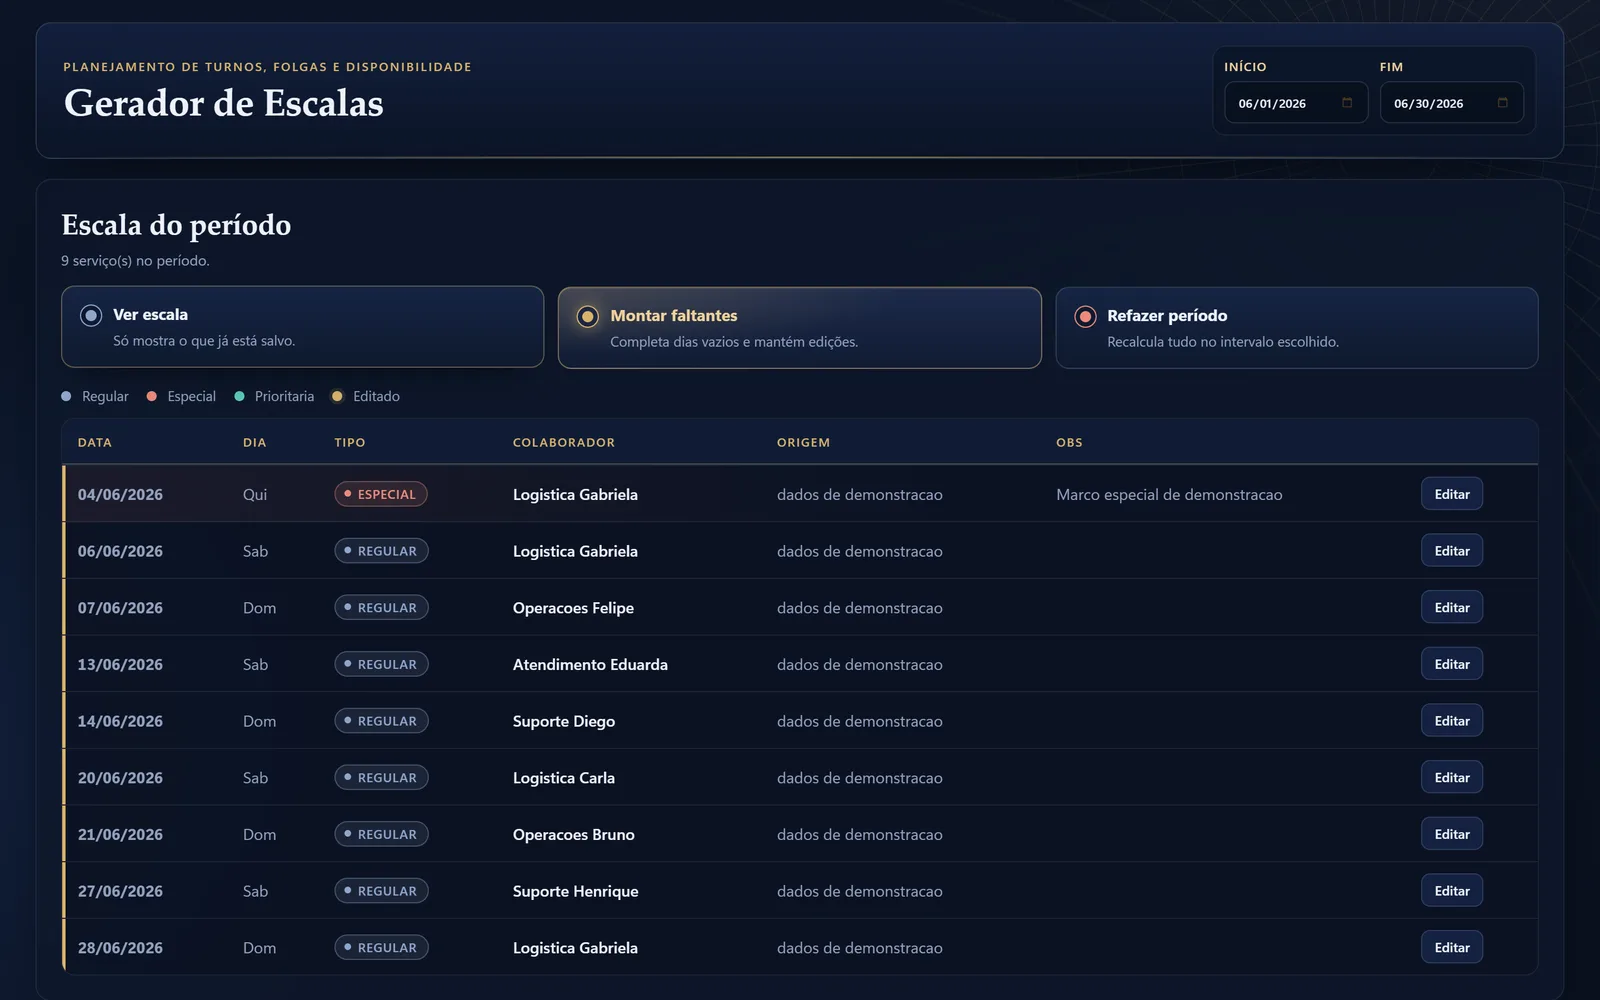 PLANEJAMENTO DE TURNOS, FOLGAS E DISPONIBILIDADE
Gerador de Escalas
INÍCIO FIM
06/01/2026 06/30/2026
Escala do período
9 serviço(s) no período.
Ver escala
Só mostra o que já está salvo.
Montar faltantes
Completa dias vazios e mantém edições.
Refazer período
Recalcula tudo no intervalo escolhido.
Regular Especial Prioritaria Editado
DATA DIA TIPO COLABORADOR ORIGEM OBS
04/06/2026 Qui ESPECIAL Logistica Gabriela dados de demonstracao Marco especial de demonstracao Editar
06/06/2026 Sab REGULAR Logistica Gabriela dados de demonstracao Editar
07/06/2026 Dom REGULAR Operacoes Felipe dados de demonstracao Editar
13/06/2026 Sab REGULAR Atendimento Eduarda dados de demonstracao Editar
14/06/2026 Dom REGULAR Suporte Diego dados de demonstracao Editar
20/06/2026 Sab REGULAR Logistica Carla dados de demonstracao Editar
21/06/2026 Dom REGULAR Operacoes Bruno dados de demonstracao Editar
27/06/2026 Sab REGULAR Suporte Henrique dados de demonstracao Editar
28/06/2026 Dom REGULAR Logistica Gabriela dados de demonstracao Editar